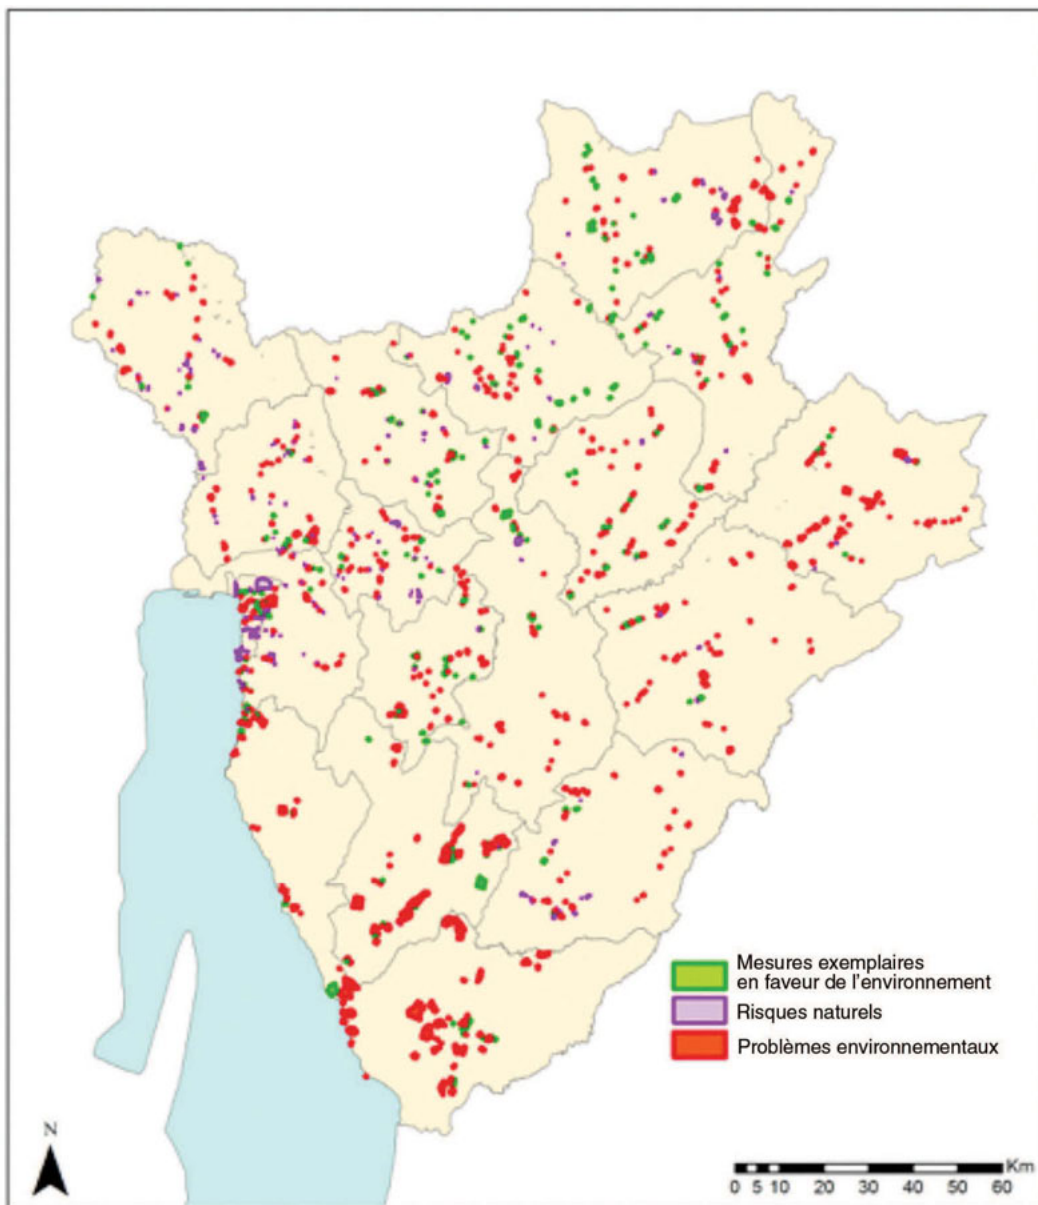 Mesures exemplaires
en faveur de l'environnement
Risques naturels
Problèmes environnementaux
N
Km
0 5 10 20 30 40 50 60